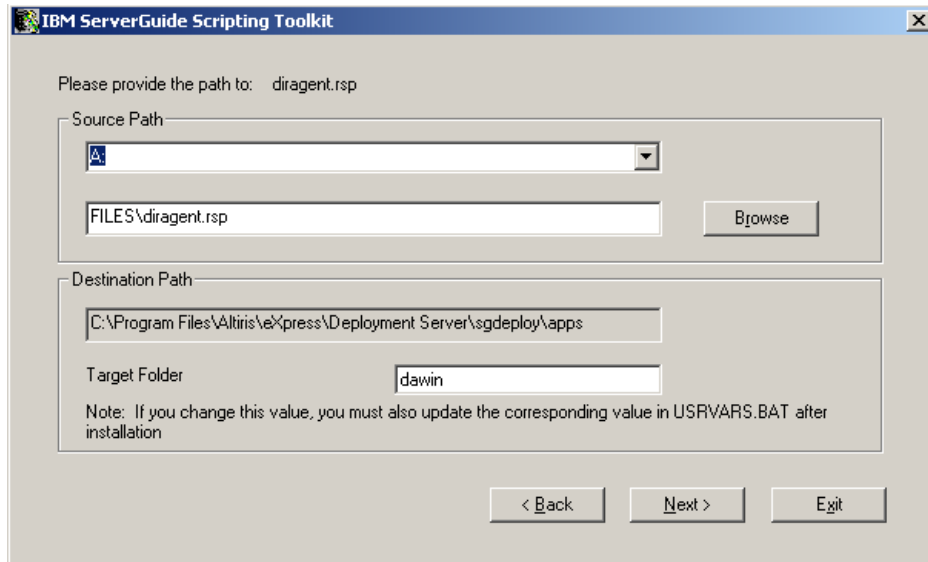 IBM ServerGuide Scripting Toolkit
Please provide the path to: diragent.rsp
Source Path
A:
FILES\diragent.rsp
Browse
Destination Path
C:\Program Files\Altiris\eXpress\Deployment Server\sgdeploy\apps
Target Folder
dawin
Note: If you change this value, you must also update the corresponding value in USRVARS.BAT after
installation
< Back
Next >
Exit